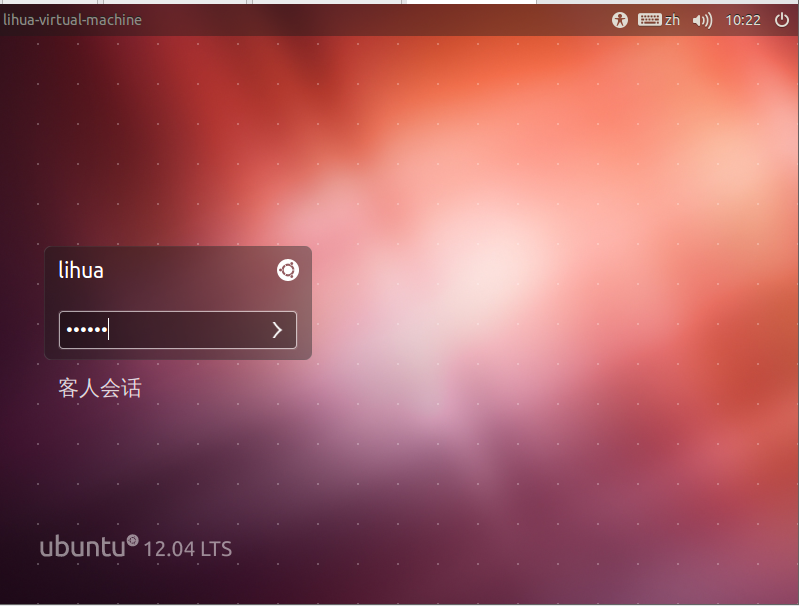 lihua-virtual-machine zh 10:22
lihua
••••••
客人会话
ubuntu 12.04 LTS